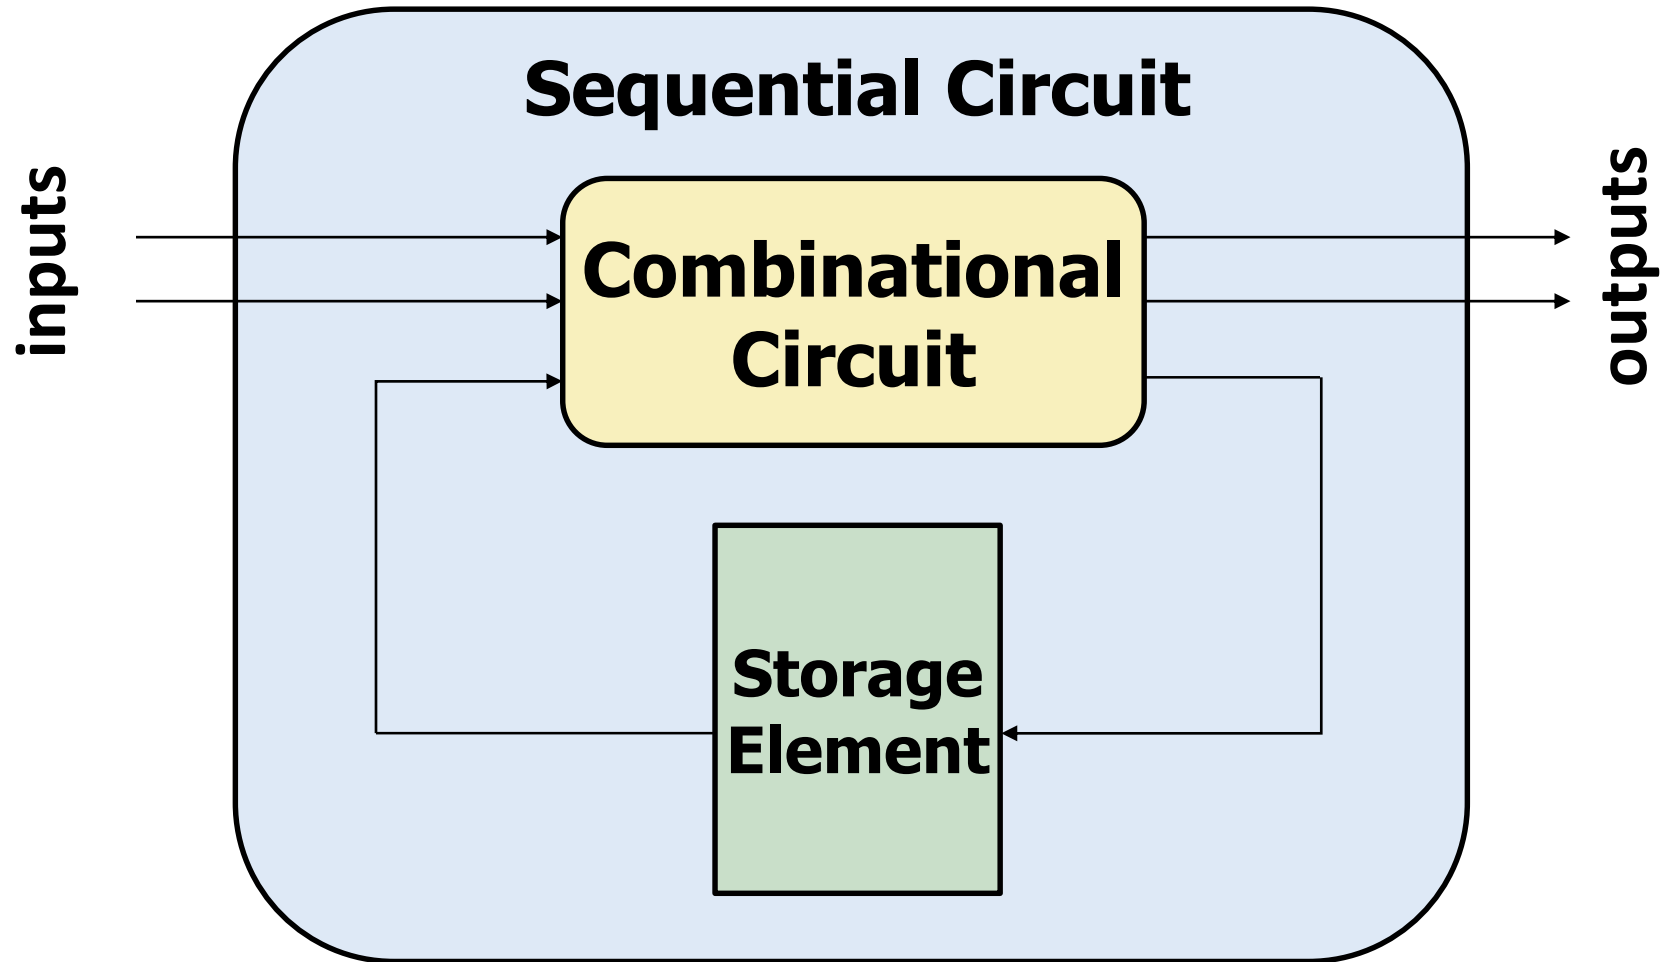 Sequential Circuit
inputs
Combinational
Circuit
outputs
Storage
Element